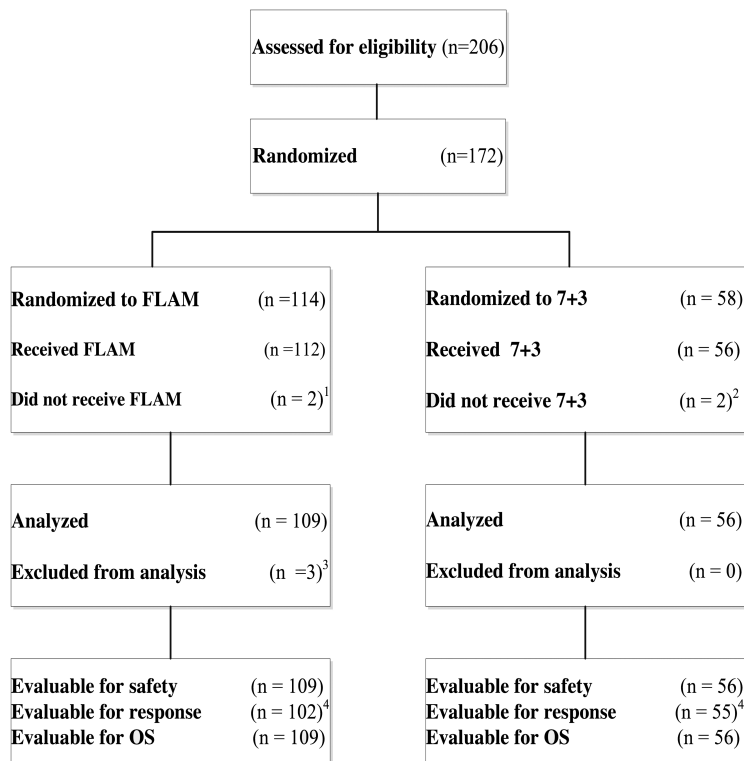 Assessed for eligibility (n=206)
Randomized (n=172)
Randomized to FLAM (n =114)
Received FLAM (n =112)
Did not receive FLAM (n = 2)1
Randomized to 7+3 (n = 58)
Received 7+3 (n = 56)
Did not receive 7+3 (n = 2)2
Analyzed (n = 109)
Excluded from analysis (n =3)3
Analyzed (n = 56)
Excluded from analysis (n = 0)
Evaluable for safety (n = 109)
Evaluable for response (n = 102)4
Evaluable for OS (n = 109)
Evaluable for safety (n = 56)
Evaluable for response (n = 55)4
Evaluable for OS (n = 56)